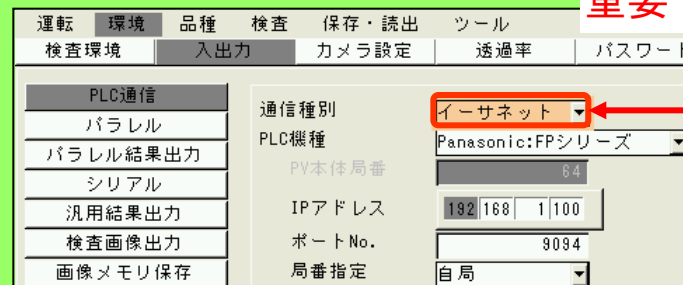 重要
運転 環境 品種 検査 保存・読出 ツール
検査環境 入出力 カメラ設定 透過率 パスワード
PLC通信
パラレル
パラレル結果出力
シリアル
汎用結果出力
検査画像出力
画像メモリ保存
通信種別 イーサネット
PLC機種 Panasonic:FPシリーズ
PV本体局番 64
IPアドレス 192 168 1 100
ポートNo. 9094
局番指定 自局